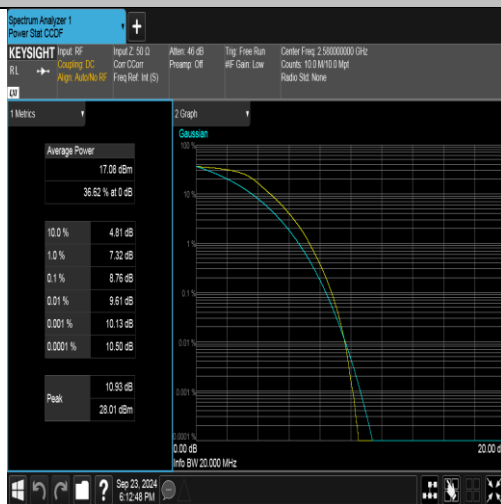 Spectrum Analyzer 1
Power Stat CCDF
KEYSIGHT
RL
LXI
Input: RF
Coupling: DC
Align: Auto/No RF
Input Z: 50 Ω
Corr CCorr
Freq Ref: Int (S)
Atten: 46 dB
Preamp: Off
Trig: Free Run
#IF Gain: Low
Center Freq: 2.580000000 GHz
Counts: 10.0 M/10.0 Mpt
Radio Std: None
1 Metrics
Average Power
17.08 dBm
36.62 % at 0 dB
10.0 % 4.81 dB
1.0 % 7.32 dB
0.1 % 8.76 dB
0.01 % 9.61 dB
0.001 % 10.13 dB
0.0001 % 10.50 dB
Peak
10.93 dB
28.01 dBm
2 Graph
Gaussian
100 %
10 %
1 %
0.1 %
0.01 %
0.001 %
0.0001 %
0.00 dB
20.00 d
Info BW 20.000 MHz
?
Sep 23, 2024
6:12:48 PM